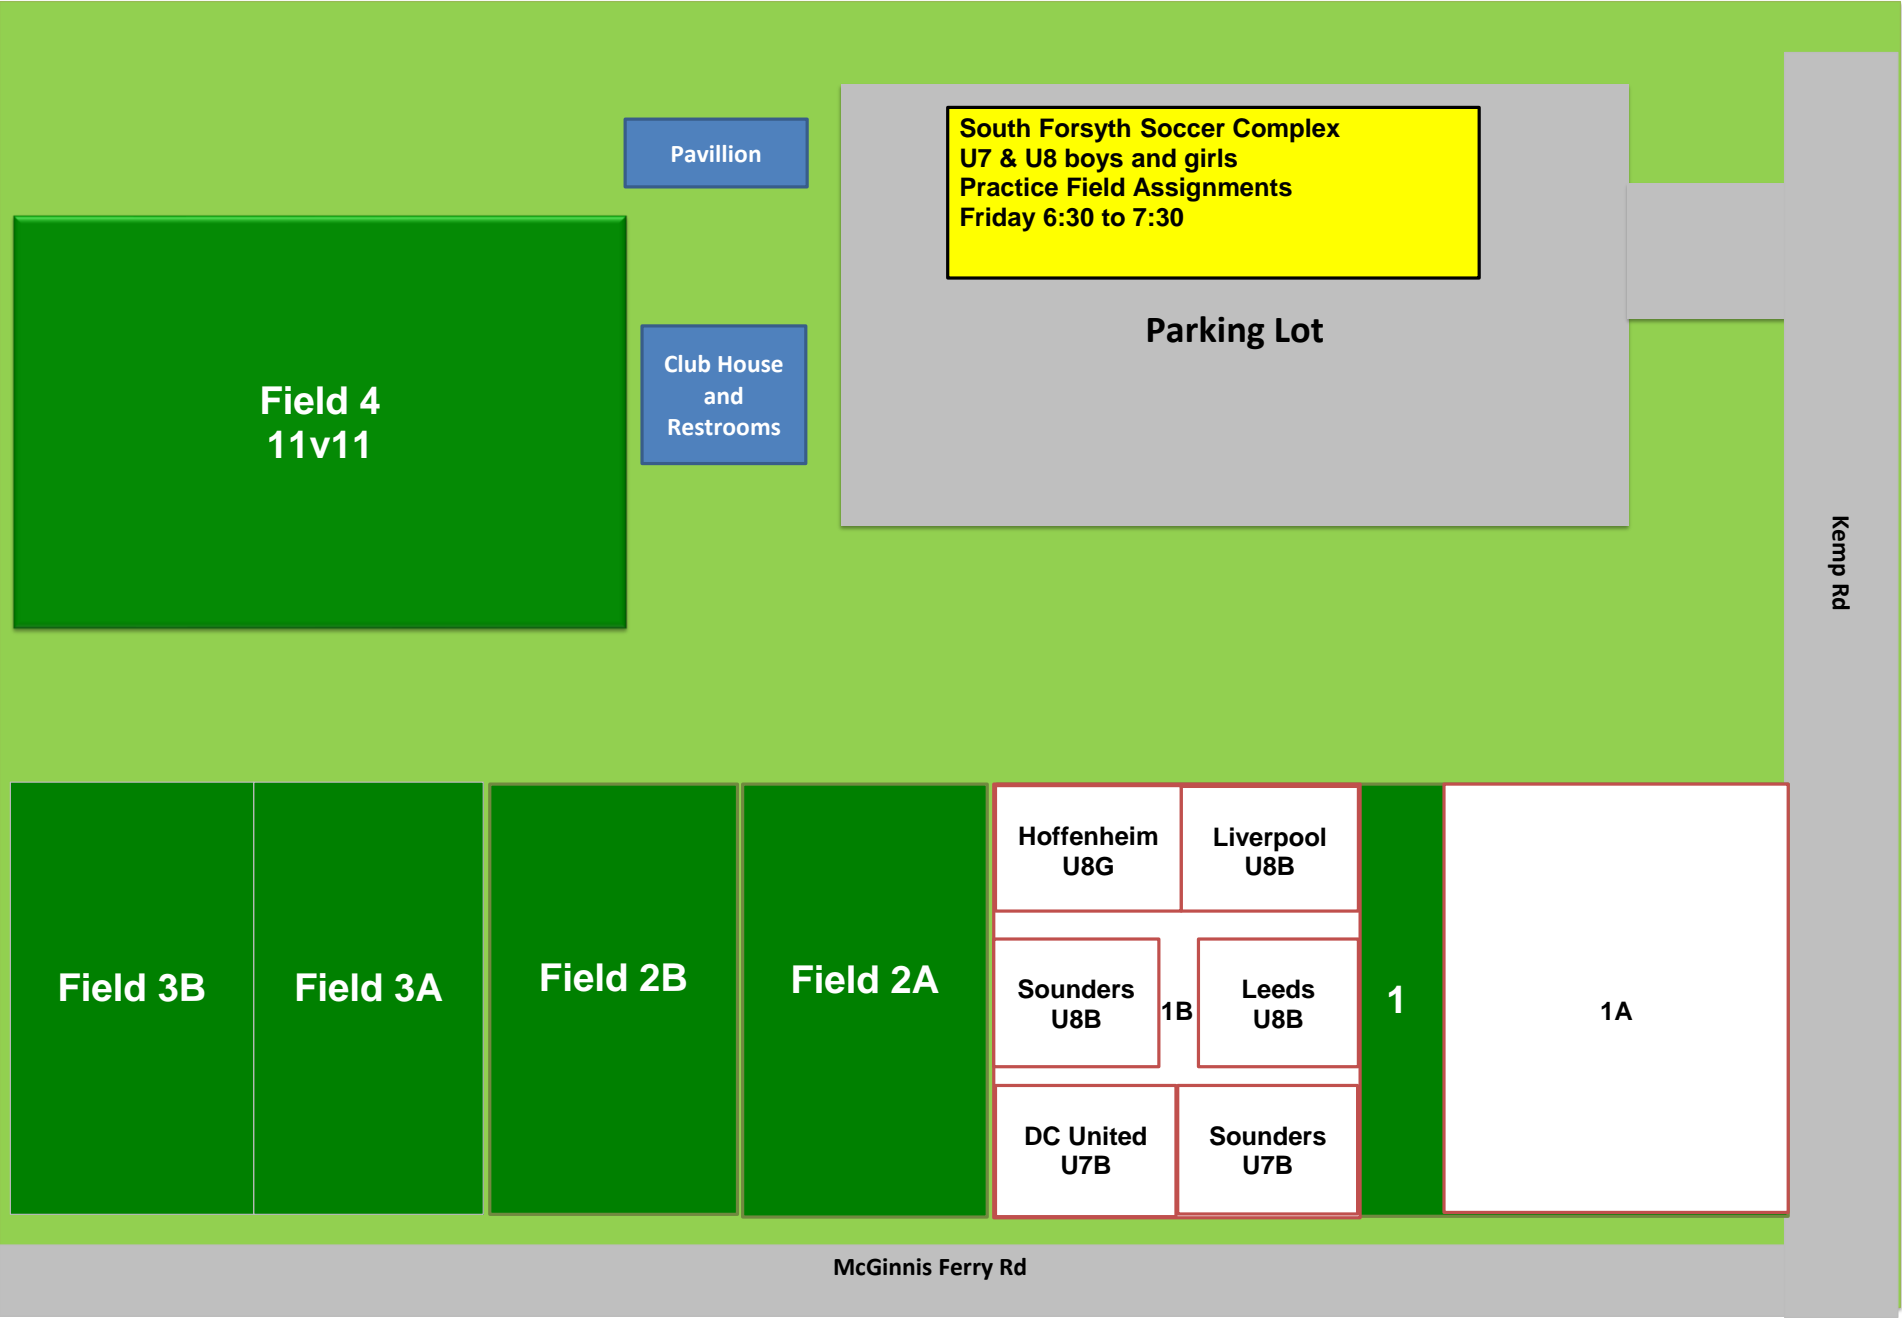 Pavillion
South Forsyth Soccer Complex
U7 & U8 boys and girls
Practice Field Assignments
Friday 6:30 to 7:30
Parking Lot
Club House
and
Restrooms
Field 4
11v11
Kemp Rd
Field 3B
Field 3A
Field 2B
Field 2A
Hoffenheim
U8G
Liverpool
U8B
Sounders
U8B
1B
Leeds
U8B
DC United
U7B
Sounders
U7B
1
1A
McGinnis Ferry Rd